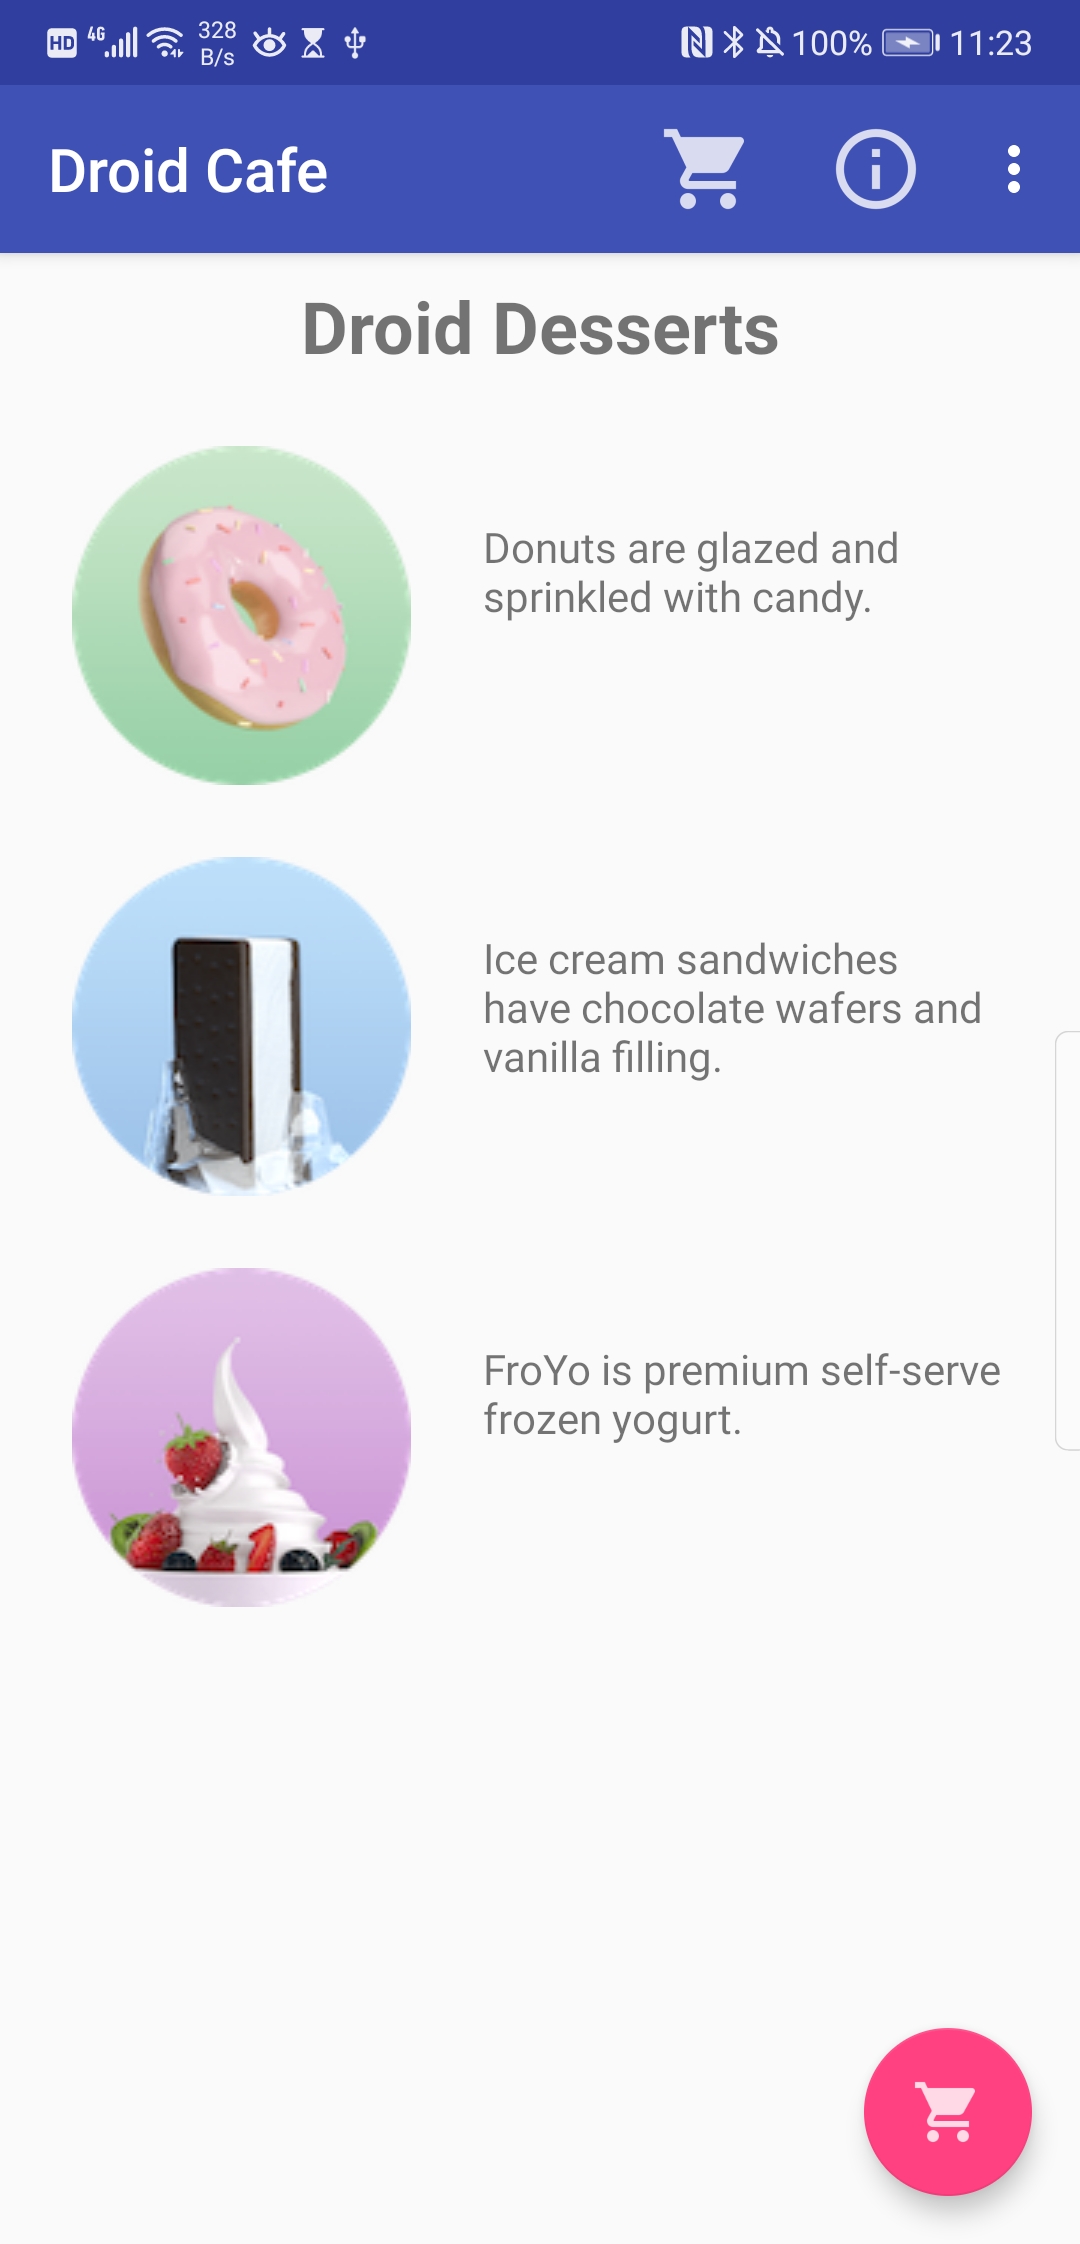 HD 4G 328 B/s 100% 11:23
Droid Cafe
Droid Desserts
Donuts are glazed and
sprinkled with candy.
Ice cream sandwiches
have chocolate wafers and
vanilla filling.
FroYo is premium self-serve
frozen yogurt.